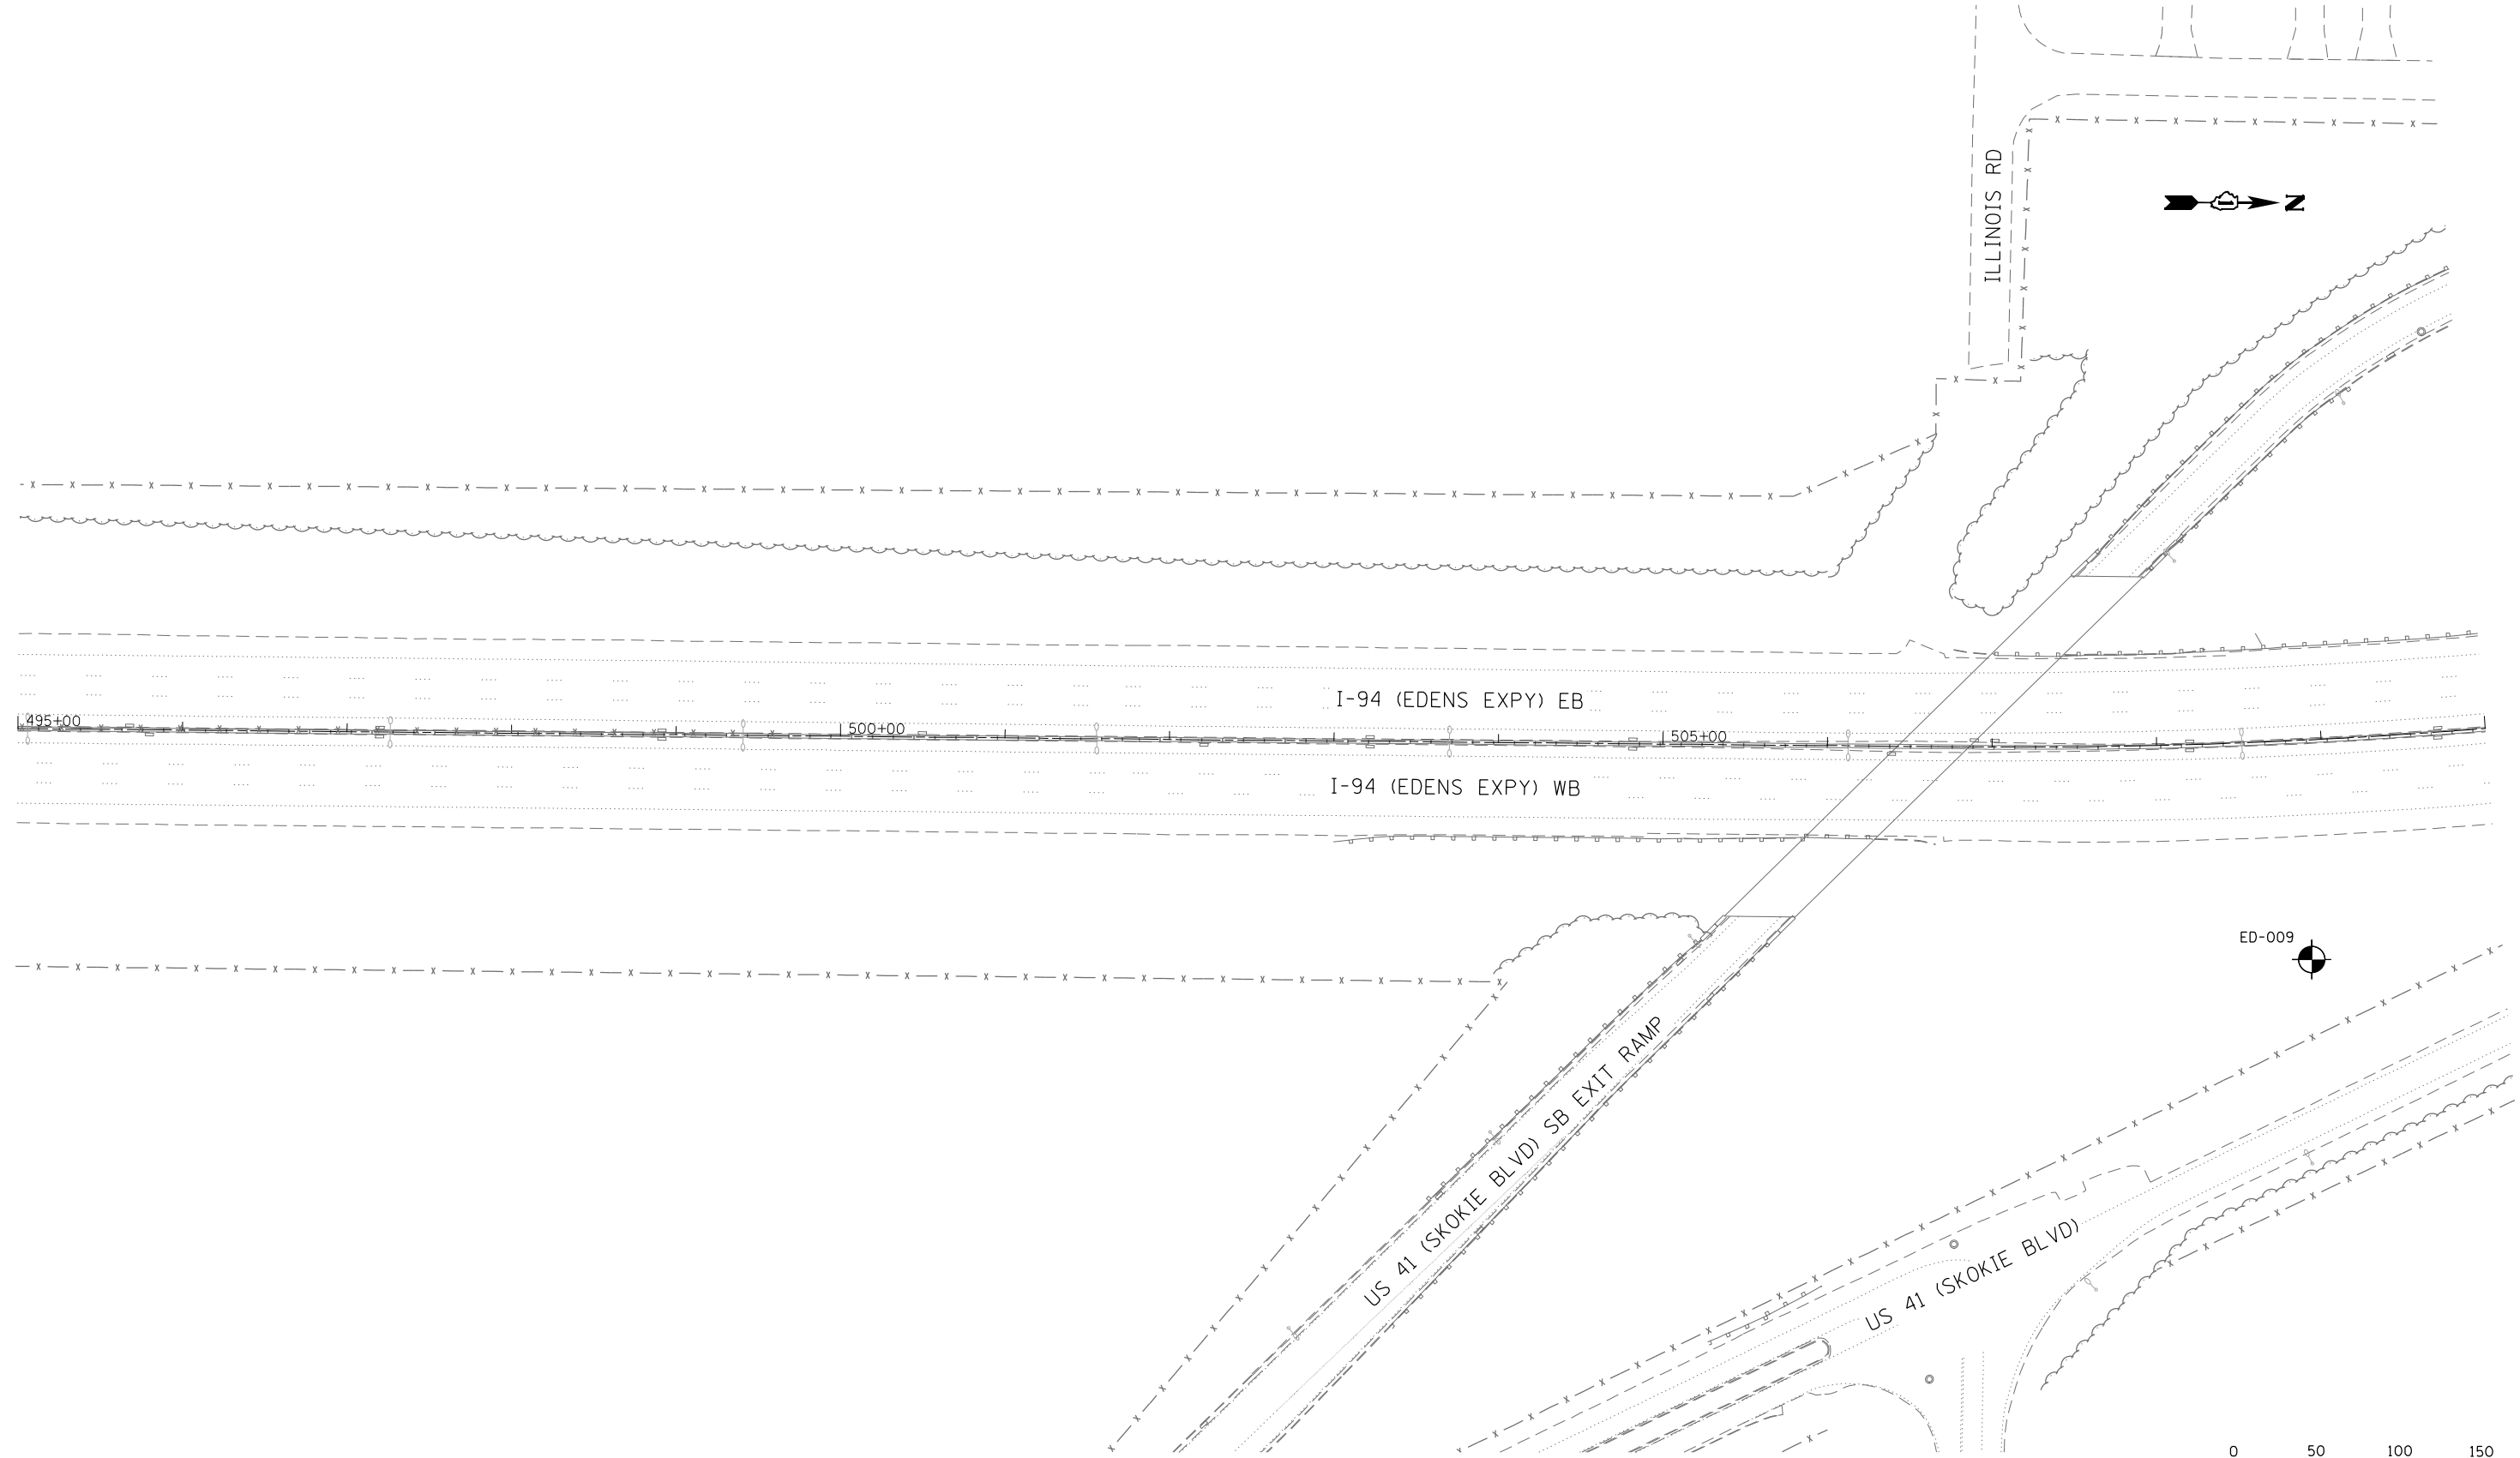 ILLINOIS RD
N
I-94 (EDENS EXPY) EB
495+00
500+00
505+00
I-94 (EDENS EXPY) WB
ED-009
US 41 (SKOKIE BLVD) SB EXIT RAMP
US 41 (SKOKIE BLVD)
0 50 100 150